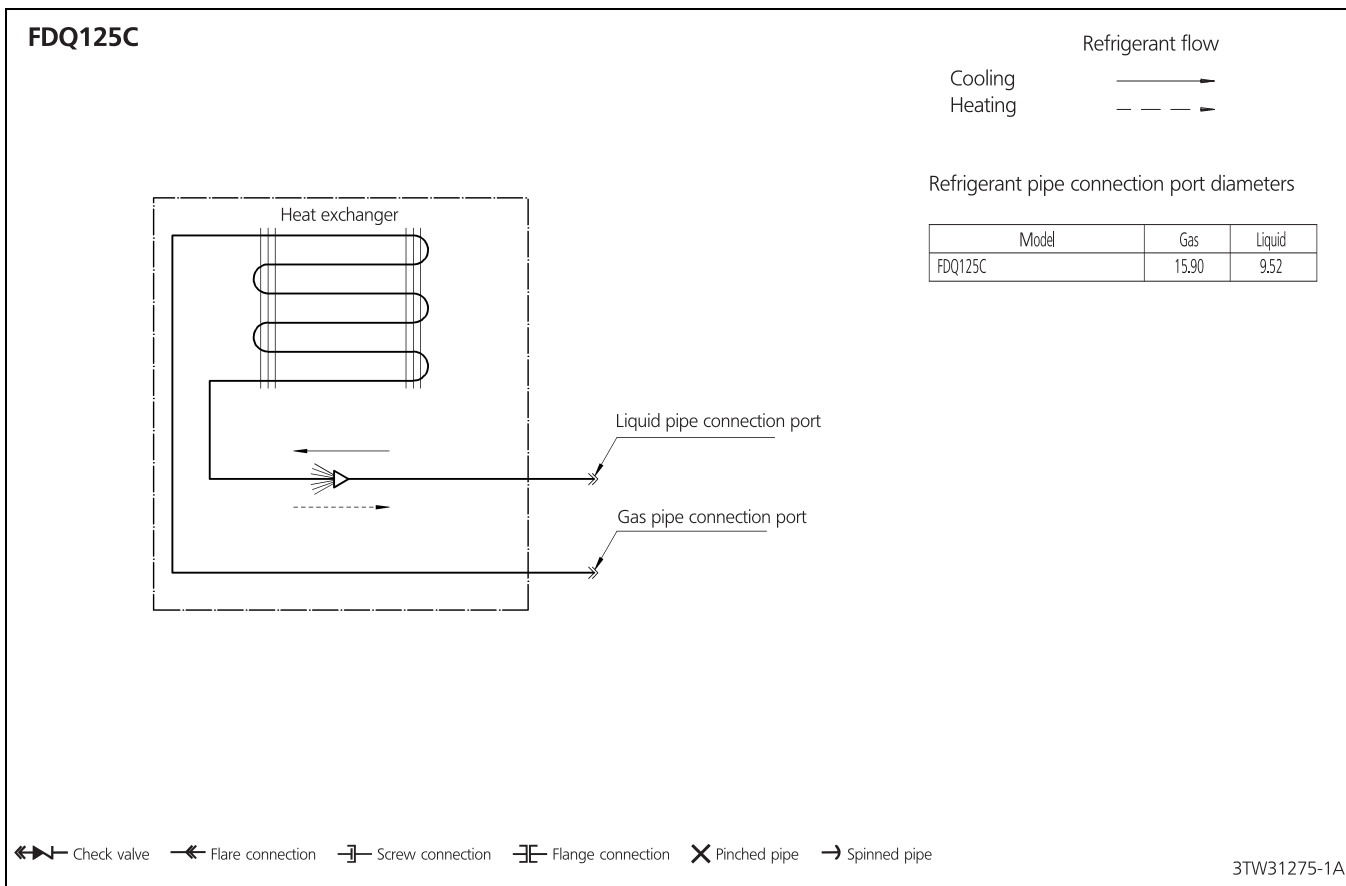 FDQ125C
Refrigerant flow
Cooling
Heating
Refrigerant pipe connection port diameters
Model Gas Liquid
FDQ125C 15.90 9.52
Heat exchanger
Liquid pipe connection port
Gas pipe connection port
Check valve Flare connection Screw connection Flange connection Pinched pipe Spinned pipe
3TW31275-1A